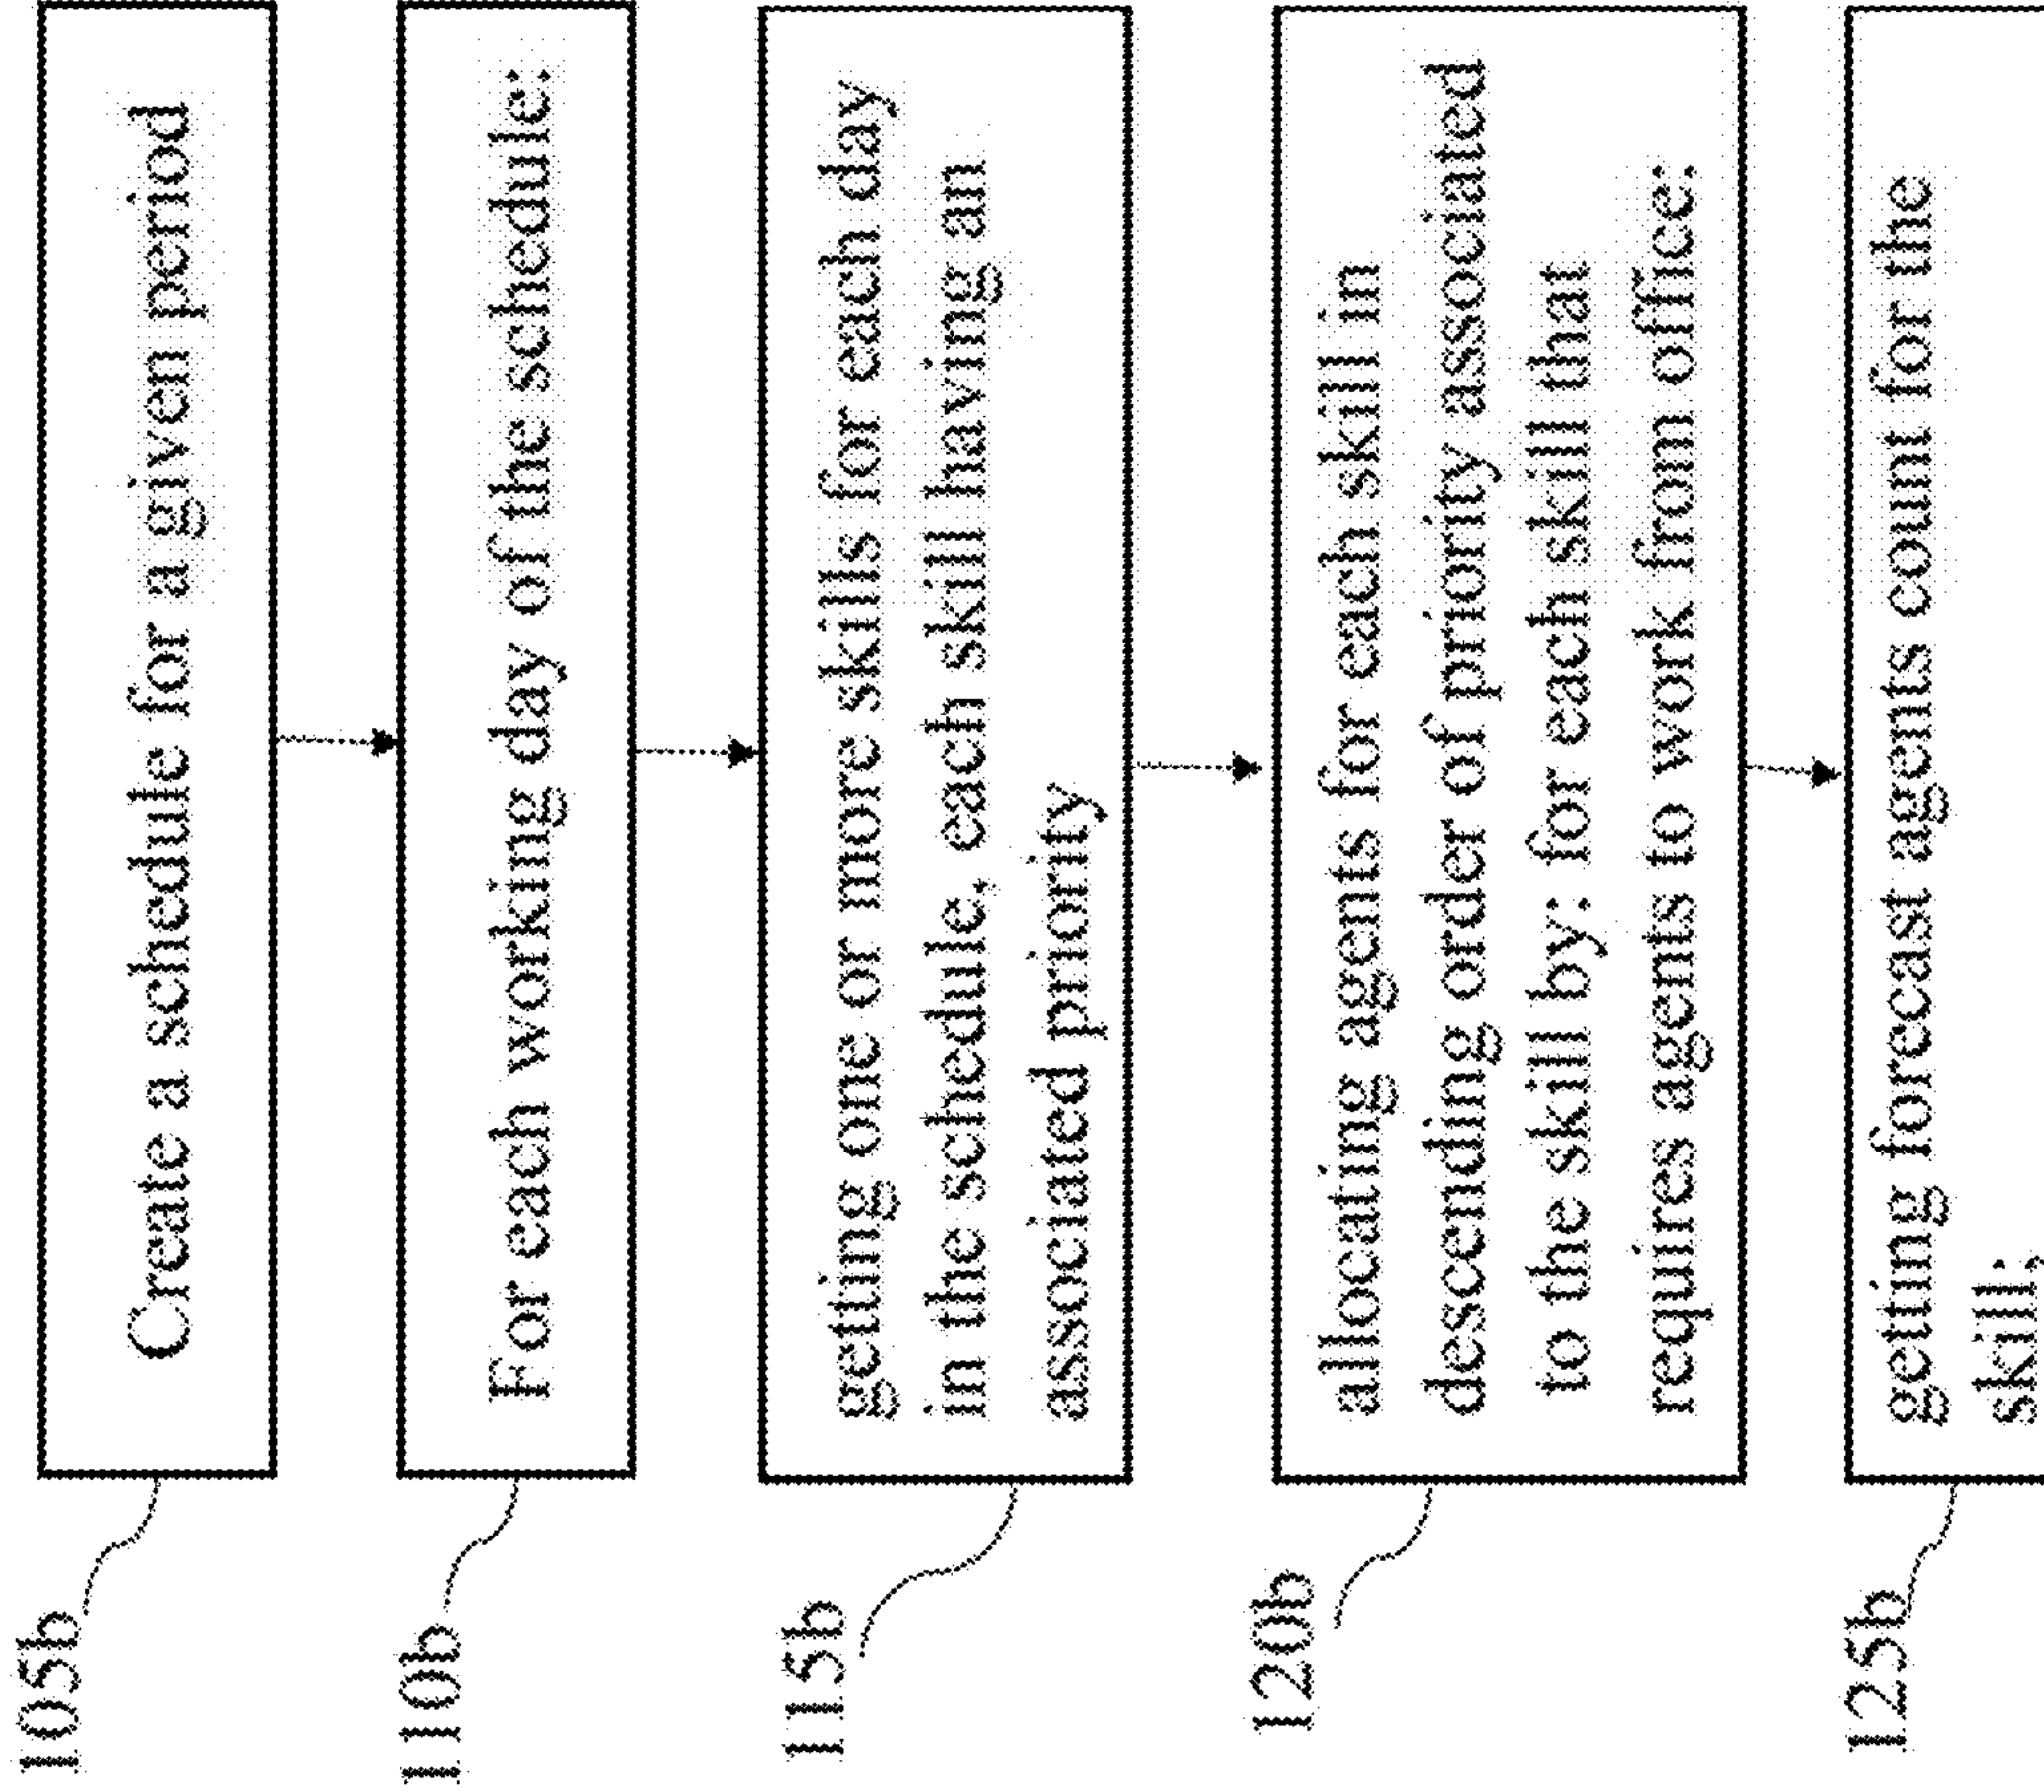 105b
Create a schedule for a given period
110b
For each working day of the schedule:
115b
getting one or more skills for each day
in the schedule, each skill having an
associated priority
120b
allocating agents for each skill in
descending order of priority associated
to the skill by: for each skill that
requires agents to work from office:
125b
getting forecast agents count for the
skill;